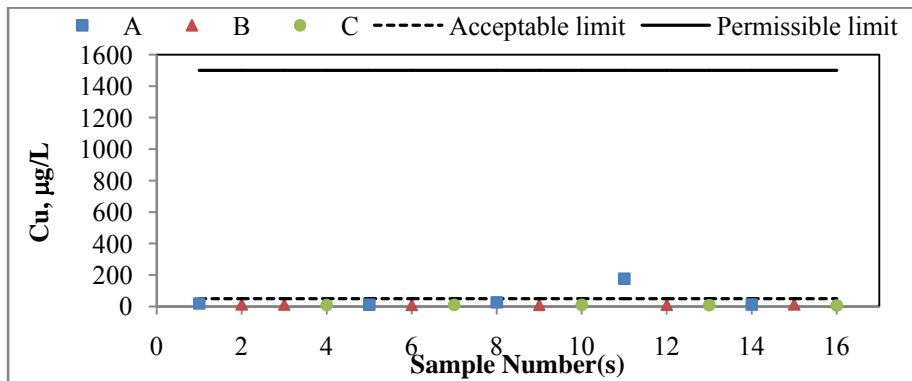 A B C Acceptable limit Permissible limit
1600
1400
1200
1000
800
600
400
200
0
Cu, µg/L
0 2 4 6 8 10 12 14 16
Sample Number(s)